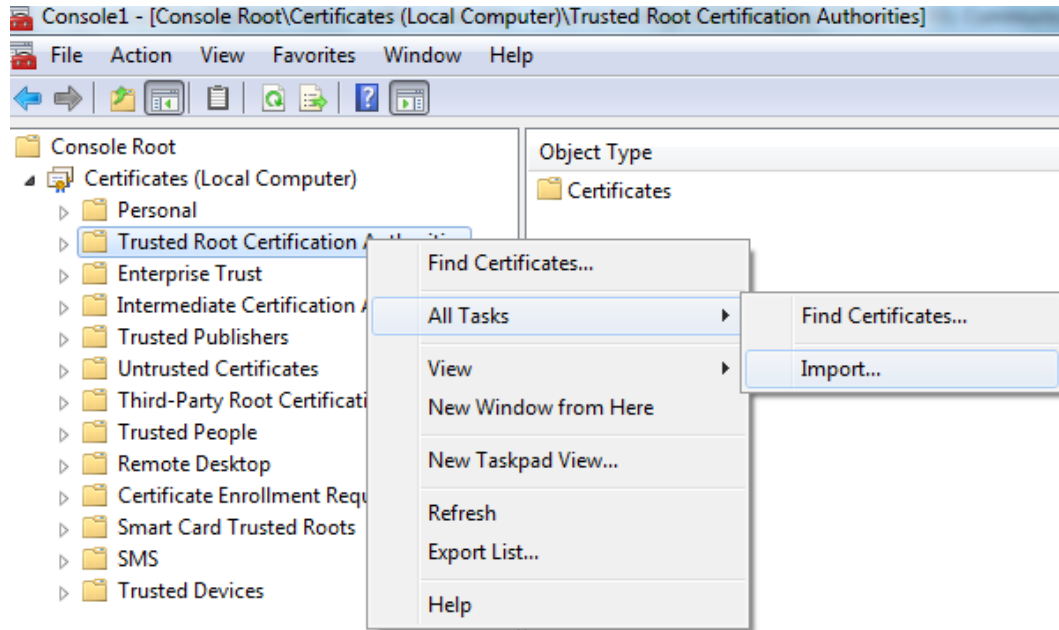 Console1 - [Console Root\Certificates (Local Computer)\Trusted Root Certification Authorities]
File Action View Favorites Window Help
Console Root
Certificates (Local Computer)
Personal
Trusted Root Certification
Enterprise Trust
Intermediate Certification
Trusted Publishers
Untrusted Certificates
Third-Party Root Certificati
Trusted People
Remote Desktop
Certificate Enrollment Requ
Smart Card Trusted Roots
SMS
Trusted Devices
Object Type
Certificates
Find Certificates...
All Tasks
View
New Window from Here
New Taskpad View...
Refresh
Export List...
Help
Find Certificates...
Import...